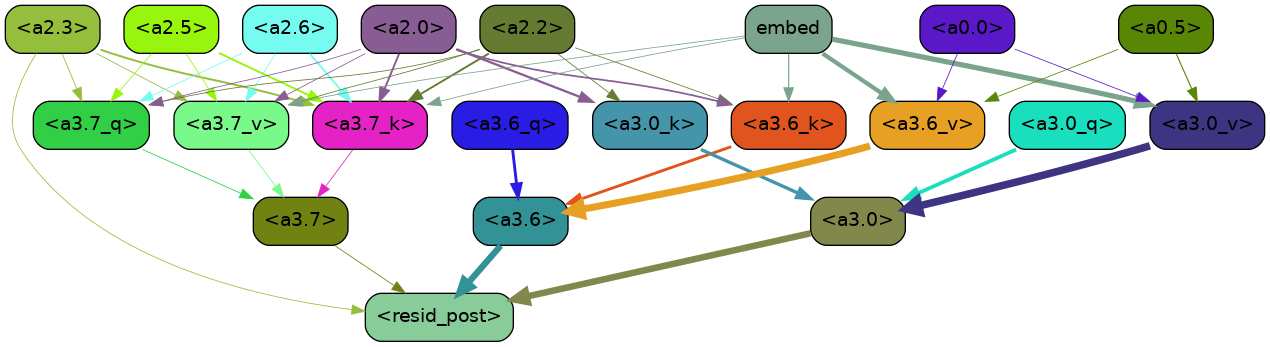 <a2.3> <a2.5> <a2.6> <a2.0> <a2.2> embed <a0.0> <a0.5>
<a3.7_q> <a3.7_v> <a3.7_k> <a3.6_q> <a3.0_k> <a3.6_k> <a3.6_v> <a3.0_q> <a3.0_v>
<a3.7> <a3.6> <a3.0>
<resid_post>